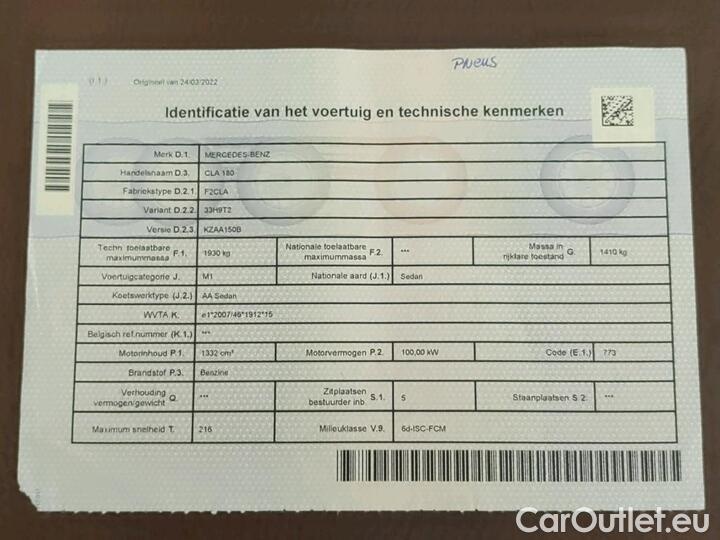 PNeus
(I.1.)
Origineel van 24/03/2022
Identificatie van het voertuig en technische kenmerken
Merk D.1. MERCEDES-BENZ
Handelsnaam D.3. CLA 180
Fabriekstype D.2.1. F2CLA
Variant D.2.2. 33H9T2
Versie D.2.3. KZAA150B
Techn. toelaatbare maximummassa F.1. 1930 kg Nationale toelaatbare maximummassa F.2. *** Massa in rijklare toestand G. 1410 kg
Voertuigcategorie J. M1 Nationale aard (J.1.) Sedan
Koetswerktype (J.2.) AA Sedan
WVTA K. e1*2007/46*1912*15
Belgisch ref.nummer (K.1.) ***
Motorinhoud P.1. 1332 cm³ Motorvermogen P.2. 100,00 kW Code (E.1.) 773
Brandstof P.3. Benzine
Verhouding vermogen/gewicht Q. *** Zitplaatsen bestuurder inb. S.1. 5 Staanplaatsen S.2. ***
Maximum snelheid T. 216 Milieuklasse V.9. 6d-ISC-FCM
CarOutlet.eu